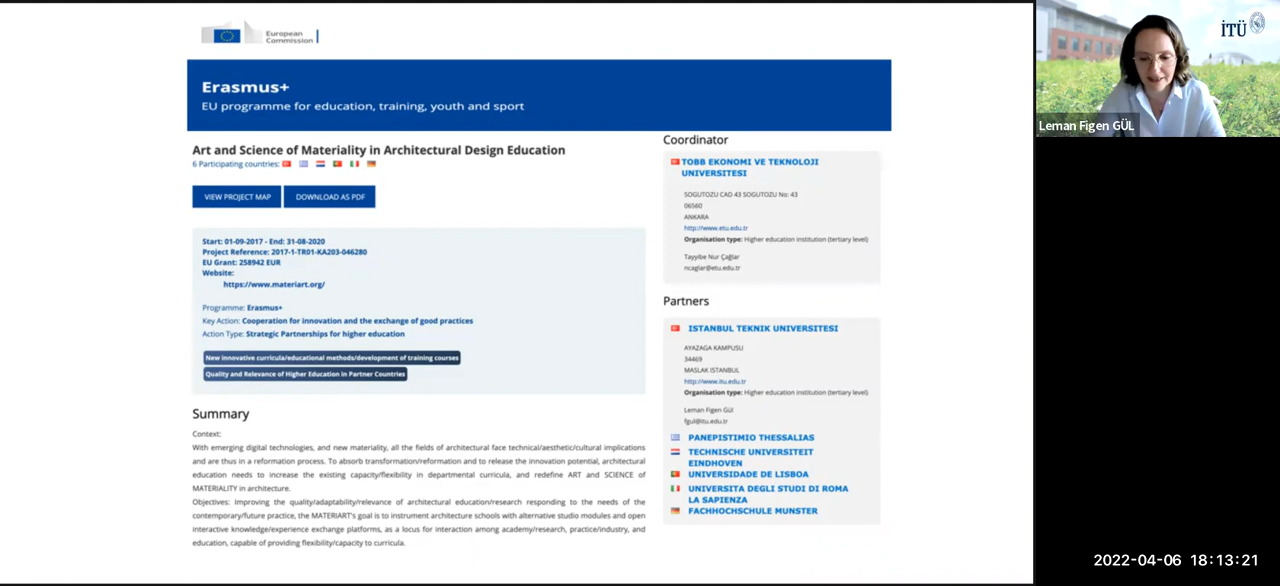 European
Commission
Erasmus+
EU programme for education, training, youth and sport
Art and Science of Materiality in Architectural Design Education
6 Participating countries:
VIEW PROJECT MAP
DOWNLOAD AS PDF
Start: 01-09-2017 - End: 31-08-2020
Project Reference: 2017-1-TR01-KA203-046280
EU Grant: 258942 EUR
Website:
https://www.materiart.org/
Programme: Erasmus+
Key Action: Cooperation for innovation and the exchange of good practices
Action Type: Strategic Partnerships for higher education
New innovative curricula/educational methods/development of training courses
Quality and Relevance of Higher Education in Partner Countries
Summary
Context:
With emerging digital technologies, and new materiality, all the fields of architectural face technical/aesthetic/cultural implications
and are thus in a reformation process. To absorb transformation/reformation and to release the innovation potential, architectural
education needs to increase the existing capacity/flexibility in departmental curricula, and redefine ART and SCIENCE of
MATERIALITY in architecture.
Objectives: Improving the quality/adaptability/relevance of architectural education/research responding to the needs of the
contemporary/future practice, the MATERIART's goal is to instrument architecture schools with alternative studio modules and open
interactive knowledge/experience exchange platforms, as a locus for interaction among academy/research, practice/industry, and
education, capable of providing flexibility/capacity to curricula.
Coordinator
TOBB EKONOMI VE TEKNOLOJI
UNIVERSITESI
SOGUTOZU CAD 43 SOGUTOZU No: 43
06560
ANKARA
http://www.etu.edu.tr
Organisation type: Higher education institution (tertiary level)
Tayyibe Nur Çağlar
ncaglar@etu.edu.tr
Partners
ISTANBUL TEKNIK UNIVERSITESI
AYAZAGA KAMPUSU
34469
MASLAK ISTANBUL
http://www.itu.edu.tr
Organisation type: Higher education institution (tertiary level)
Leman Figen Gül
fgul@itu.edu.tr
PANEPISTIMIO THESSALIAS
TECHNISCHE UNIVERSITEIT
EINDHOVEN
UNIVERSIDADE DE LISBOA
UNIVERSITA DEGLI STUDI DI ROMA
LA SAPIENZA
FACHHOCHSCHULE MUNSTER
İTÜ
Leman Figen GÜL
2022-04-06 18:13:21